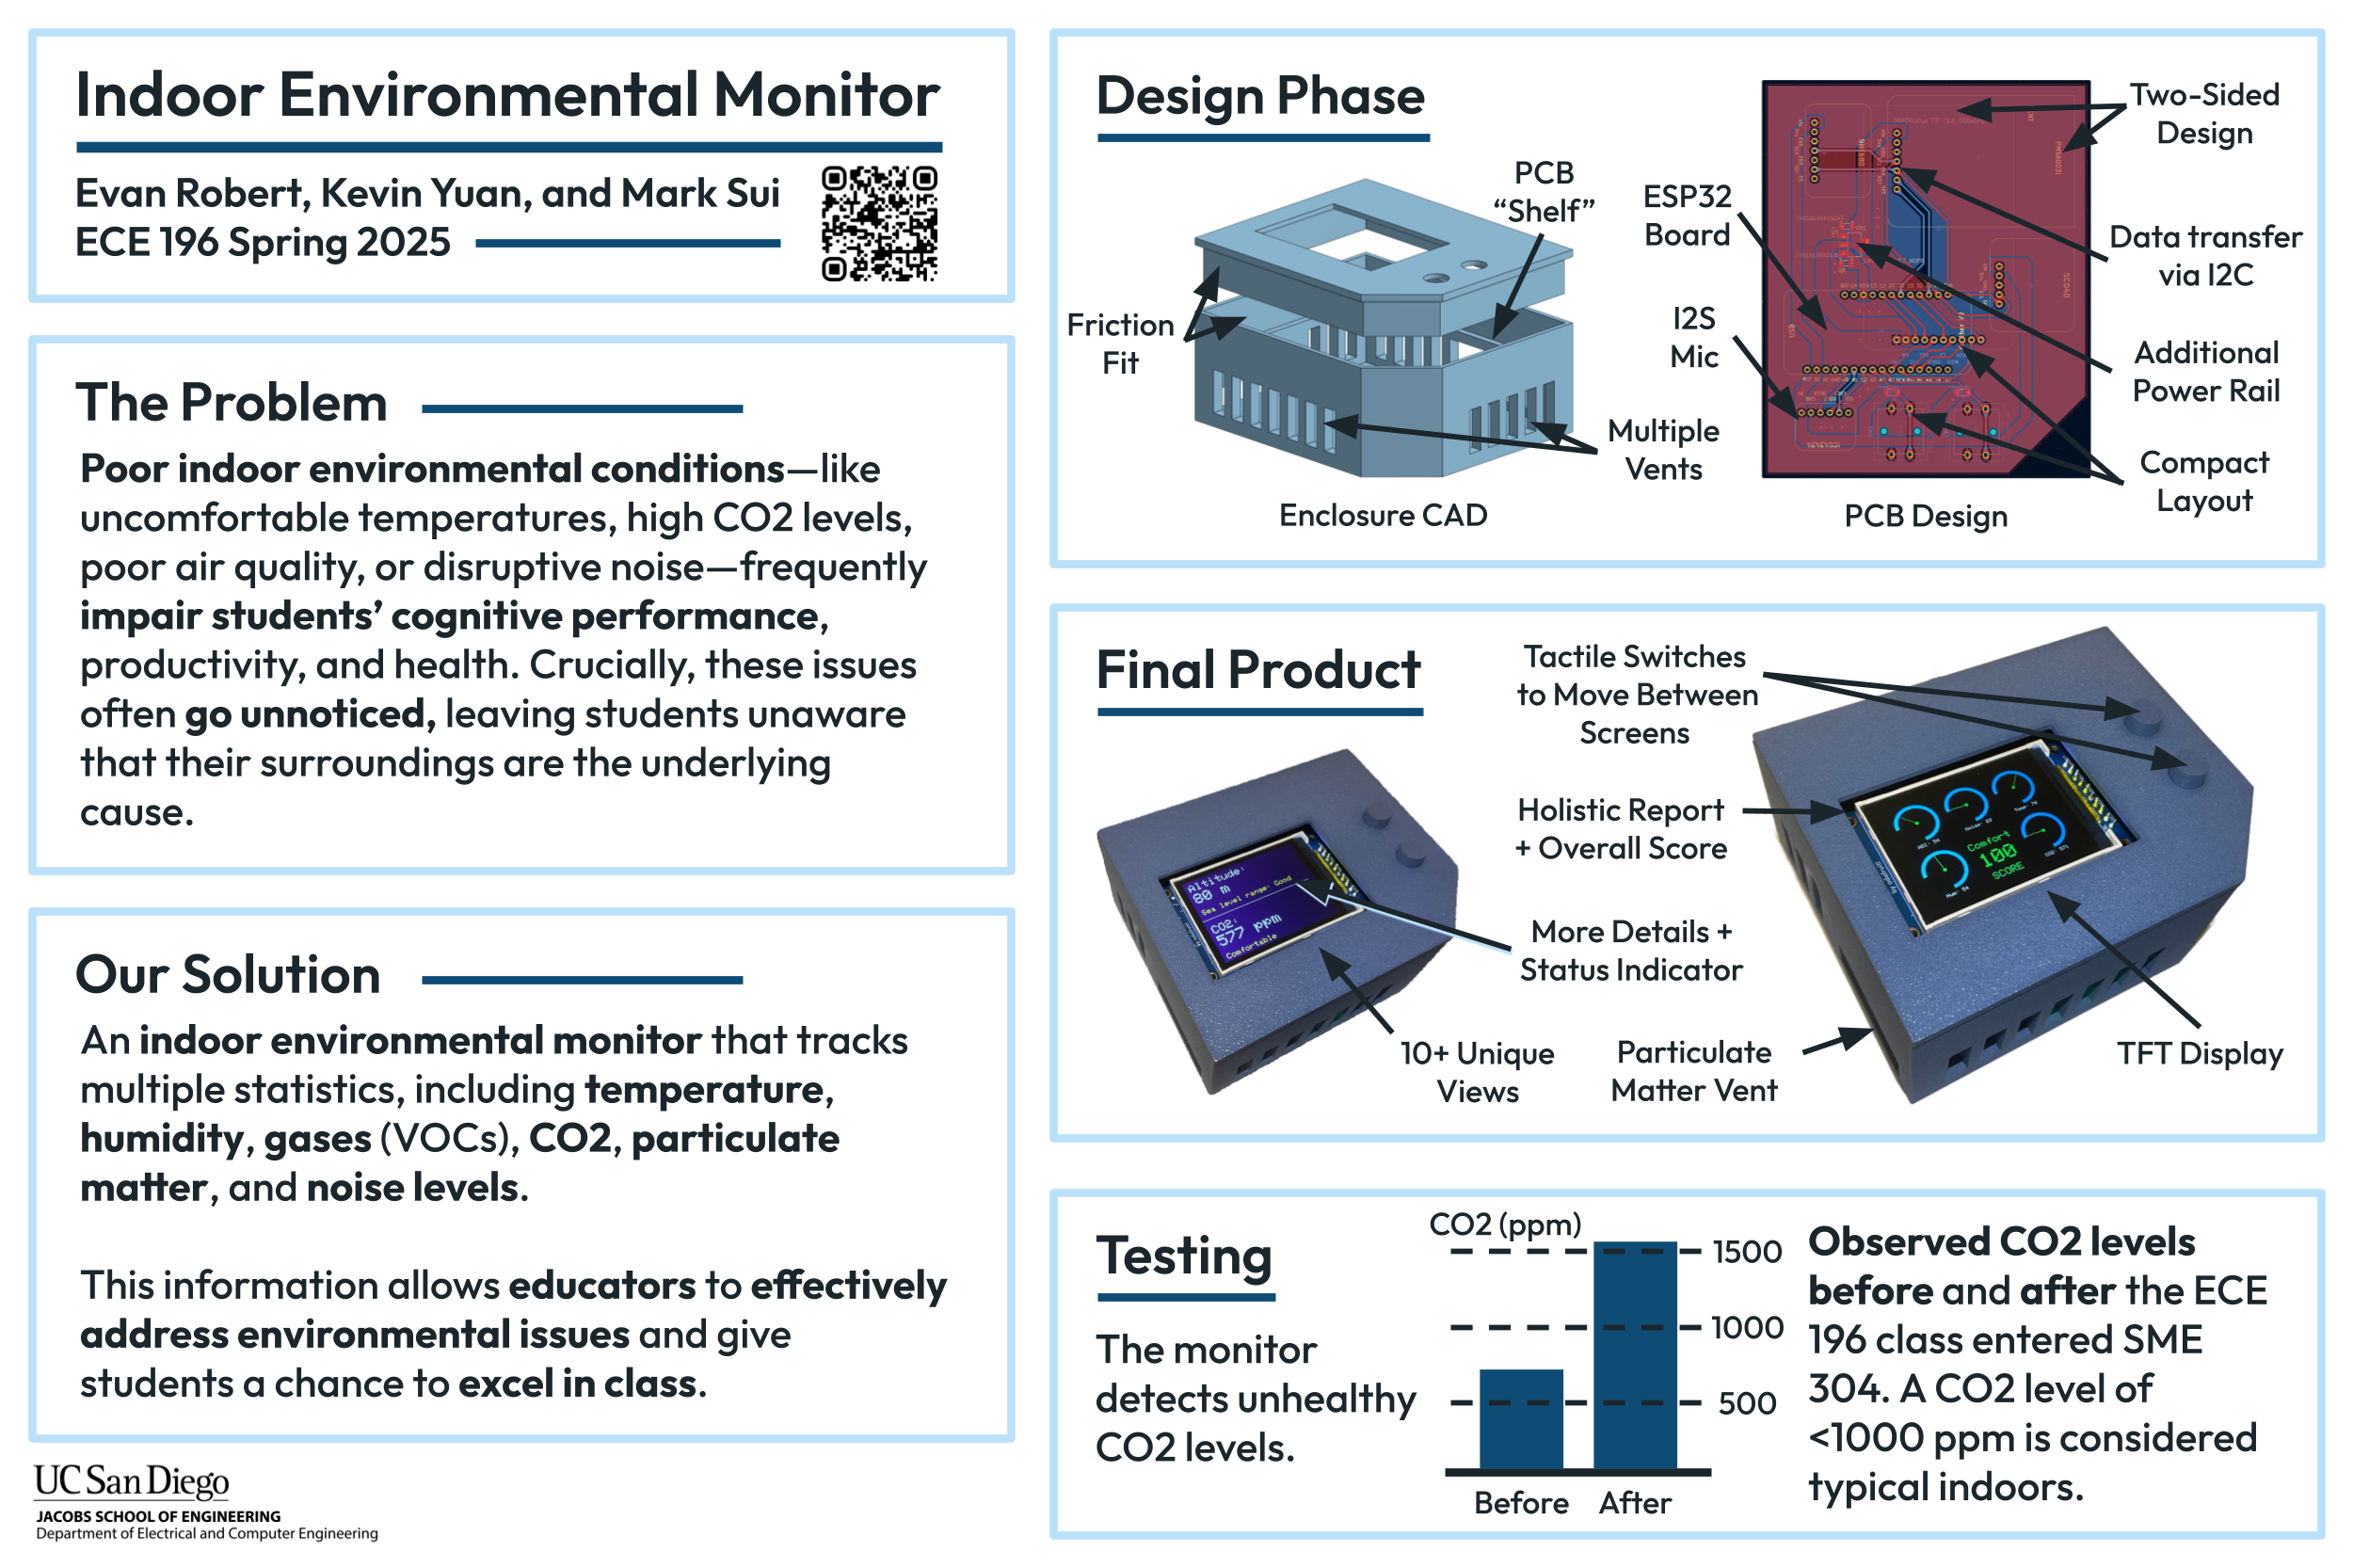 Indoor Environmental Monitor
Evan Robert, Kevin Yuan, and Mark Sui
ECE 196 Spring 2025
The Problem
Poor indoor environmental conditions—like
uncomfortable temperatures, high CO2 levels,
poor air quality, or disruptive noise—frequently
impair students’ cognitive performance,
productivity, and health. Crucially, these issues
often go unnoticed, leaving students unaware
that their surroundings are the underlying
cause.
Our Solution
An indoor environmental monitor that tracks
multiple statistics, including temperature,
humidity, gases (VOCs), CO2, particulate
matter, and noise levels.
This information allows educators to effectively
address environmental issues and give
students a chance to excel in class.
UC San Diego
JACOBS SCHOOL OF ENGINEERING
Department of Electrical and Computer Engineering
Design Phase
Friction
Fit
PCB
“Shelf”
Multiple
Vents
Enclosure CAD
ESP32
Board
I2S
Mic
Two-Sided
Design
Data transfer
via I2C
Additional
Power Rail
Compact
Layout
SCD40
PCB Design
Final Product
Tactile Switches
to Move Between
Screens
Holistic Report
+ Overall Score
More Details +
Status Indicator
10+ Unique
Views
Particulate
Matter Vent
TFT Display
Altitude:
80 m
Sea level range: Good
CO2:
577 ppm
Comfortable
Comfort
100
SCORE
Testing
The monitor
detects unhealthy
CO2 levels.
CO2 (ppm)
1500
1000
500
Before
After
Observed CO2 levels
before and after the ECE
196 class entered SME
304. A CO2 level of
<1000 ppm is considered
typical indoors.